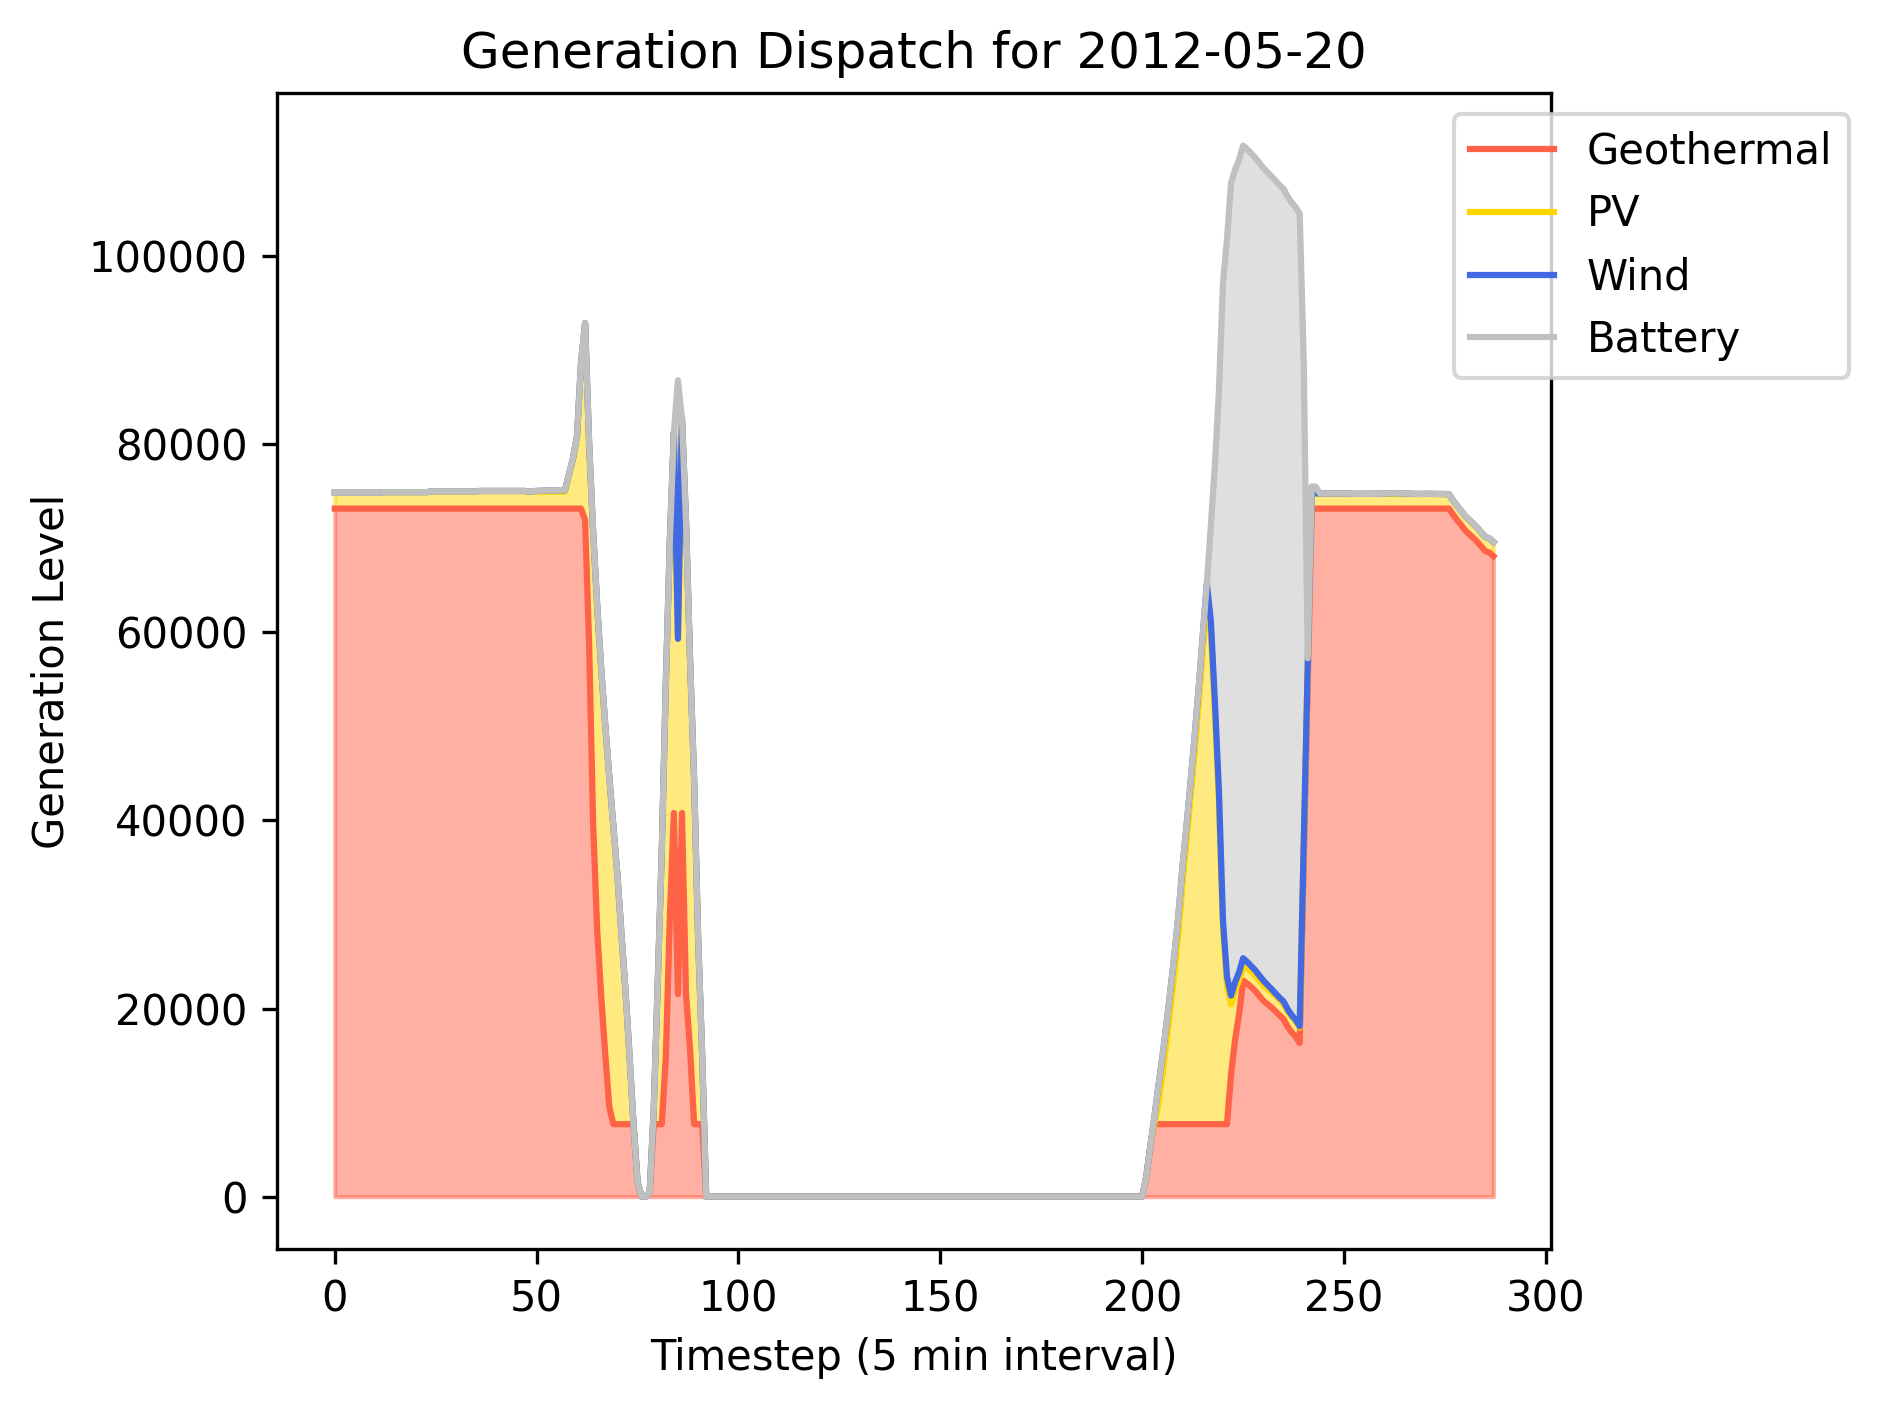 Generation Dispatch for 2012-05-20
Geothermal
PV
Wind
Battery
Generation Level
100000
80000
60000
40000
20000
0
0 50 100 150 200 250 300
Timestep (5 min interval)